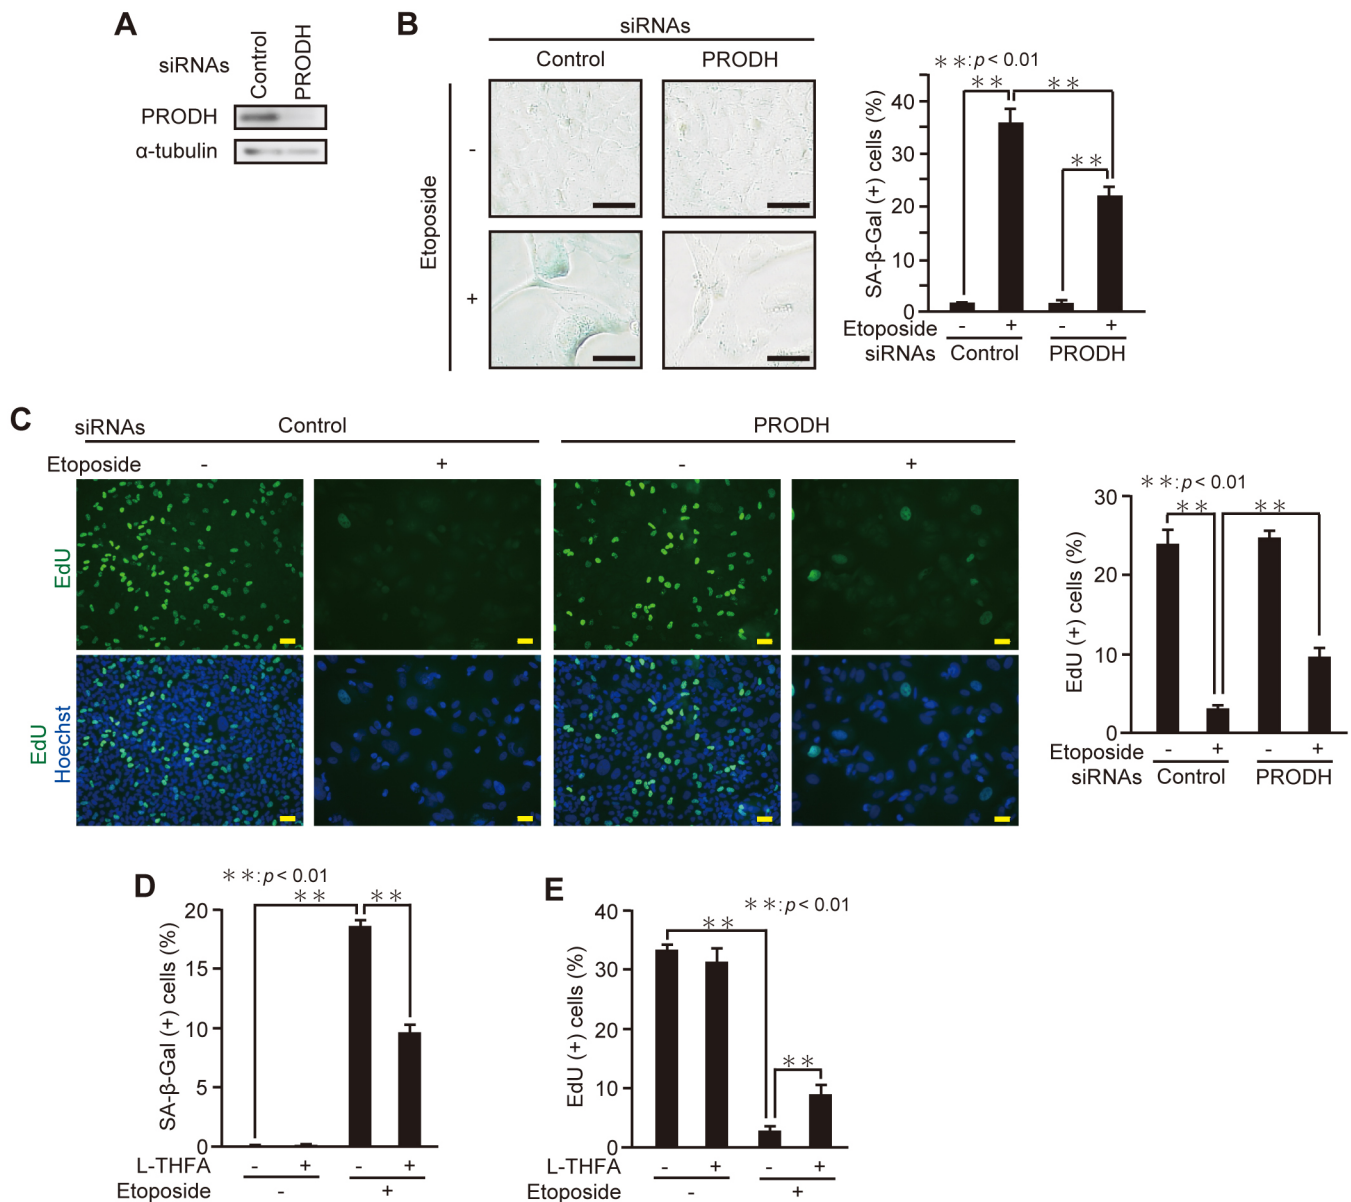 A
siRNAs
Control
PRODH
PRODH
α-tubulin
B
siRNAs
Control
PRODH
Etoposide
-
+
**: p < 0.01
**
**
**
SA-β-Gal (+) cells (%)
40
30
20
10
0
Etoposide - + - +
siRNAs Control PRODH
C
siRNAs Control PRODH
Etoposide - + - +
EdU
EdU
Hoechst
**: p < 0.01
** **
EdU (+) cells (%)
30
20
10
0
Etoposide - + - +
siRNAs Control PRODH
D
**: p < 0.01
** **
SA-β-Gal (+) cells (%)
20
15
10
5
0
L-THFA - + - +
Etoposide - +
E
**: p < 0.01
**
**
EdU (+) cells (%)
40
30
20
10
0
L-THFA - + - +
Etoposide - +